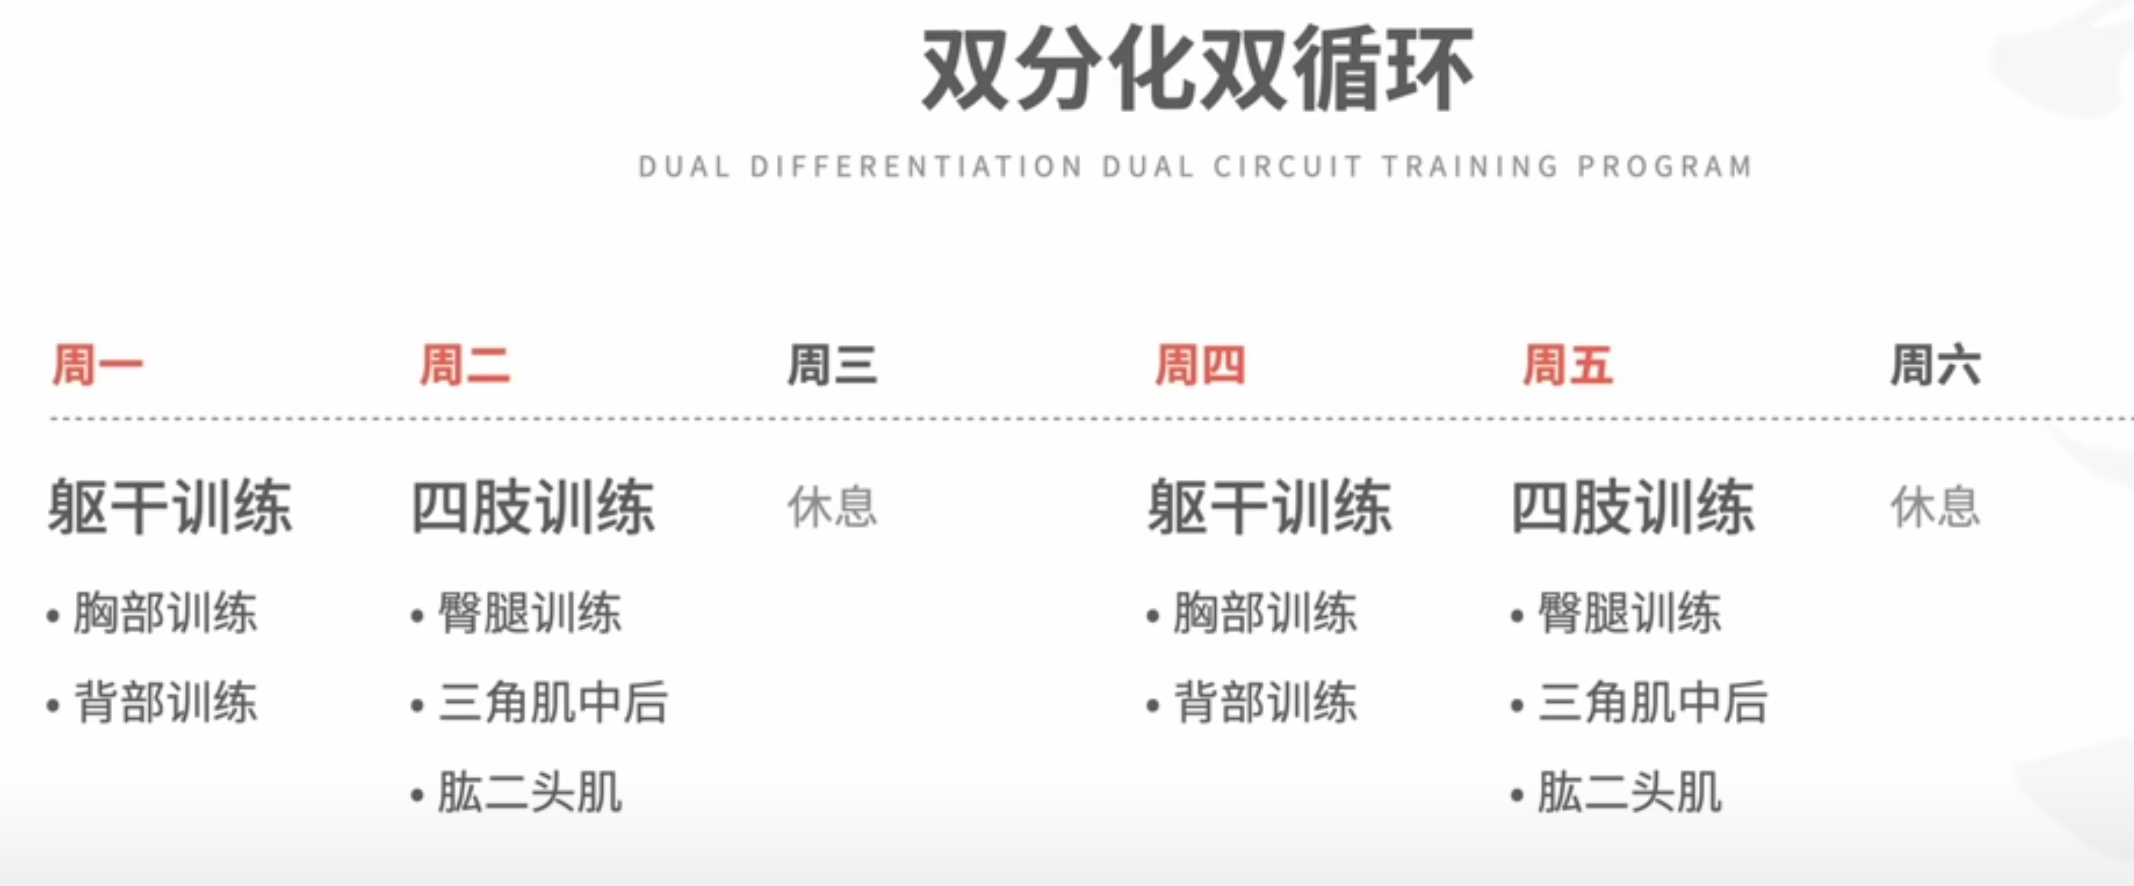 双分化双循环
DUAL DIFFERENTIATION DUAL CIRCUIT TRAINING PROGRAM
周一 周二 周三 周四 周五 周六
躯干训练 四肢训练 休息 躯干训练 四肢训练 休息
• 胸部训练 • 臀腿训练 • 胸部训练 • 臀腿训练
• 背部训练 • 三角肌中后 • 背部训练 • 三角肌中后
• 肱二头肌 • 肱二头肌